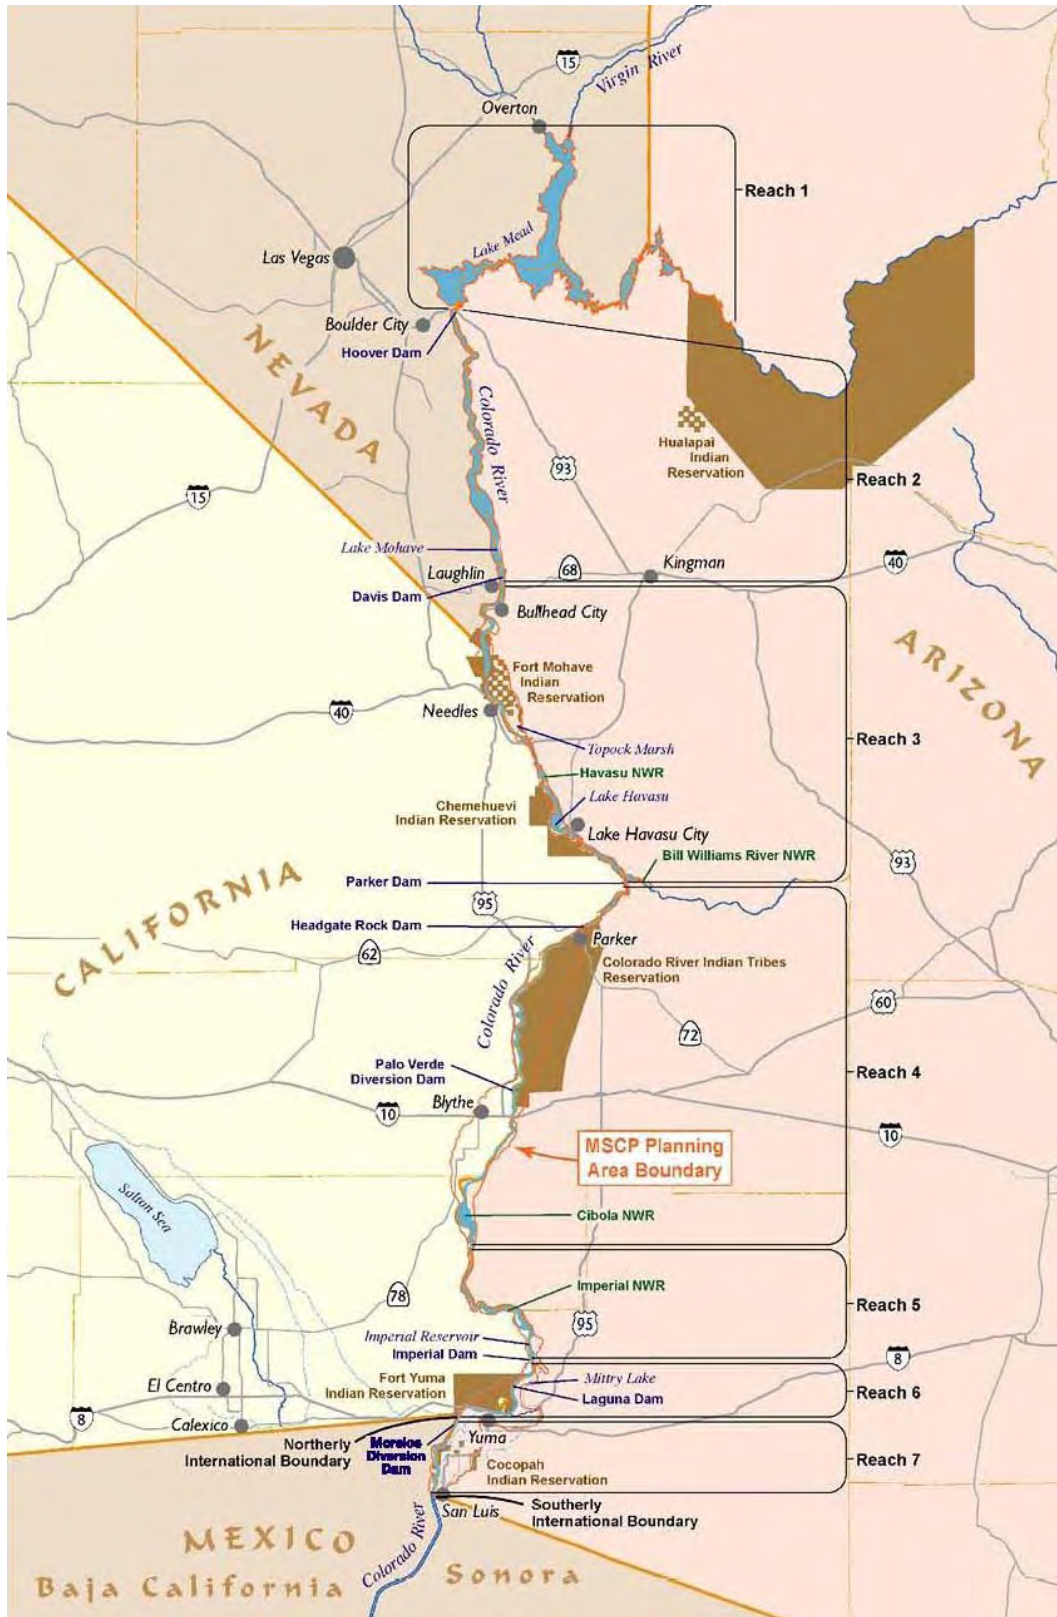 15
Virgin River
Overton
Reach 1
Lake Mead
Las Vegas
Boulder City
Hoover Dam
NEVADA
Colorado River
Hualapai
Indian
Reservation
93
15
Reach 2
Lake Mohave
Laughlin
68
Kingman
40
Davis Dam
Bullhead City
ARIZONA
Fort Mohave
Indian
Reservation
40
Needles
Topock Marsh
Reach 3
Havasu NWR
Lake Havasu
Chemehuevi
Indian Reservation
Lake Havasu City
Bill Williams River NWR
93
CALIFORNIA
Parker Dam
95
Headgate Rock Dam
62
Parker
Colorado River
Colorado River Indian Tribes
Reservation
60
72
Palo Verde
Diversion Dam
Reach 4
Blythe
10
10
MSCP Planning
Area Boundary
Salton Sea
Cibola NWR
Imperial NWR
78
Reach 5
95
Brawley
Imperial Reservoir
Imperial Dam
8
Fort Yuma
Indian Reservation
Mittry Lake
Laguna Dam
El Centro
Reach 6
8
Calexico
Yuma
Northerly
International Boundary
Morelos
Diversion
Dam
Reach 7
Cocopah
Indian Reservation
San Luis
Southerly
International Boundary
Colorado River
MEXICO
Baja California
Sonora